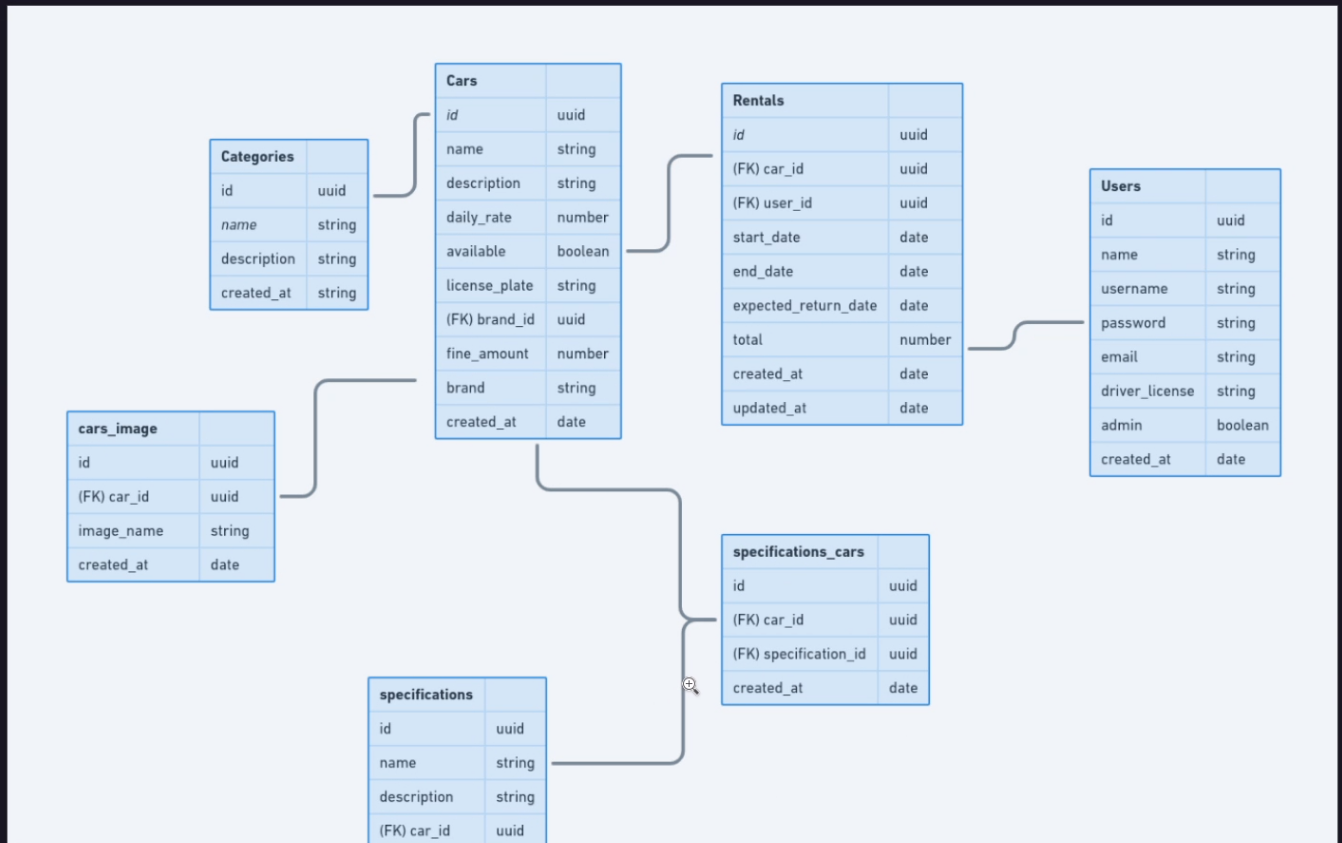 Cars
id uuid
name string
description string
daily_rate number
available boolean
license_plate string
(FK) brand_id uuid
fine_amount number
brand string
created_at date
Rentals
id uuid
(FK) car_id uuid
(FK) user_id uuid
start_date date
end_date date
expected_return_date date
total number
created_at date
updated_at date
Categories
id uuid
name string
description string
created_at string
Users
id uuid
name string
username string
password string
email string
driver_license string
admin boolean
created_at date
cars_image
id uuid
(FK) car_id uuid
image_name string
created_at date
specifications_cars
id uuid
(FK) car_id uuid
(FK) specification_id uuid
created_at date
specifications
id uuid
name string
description string
(FK) car_id uuid